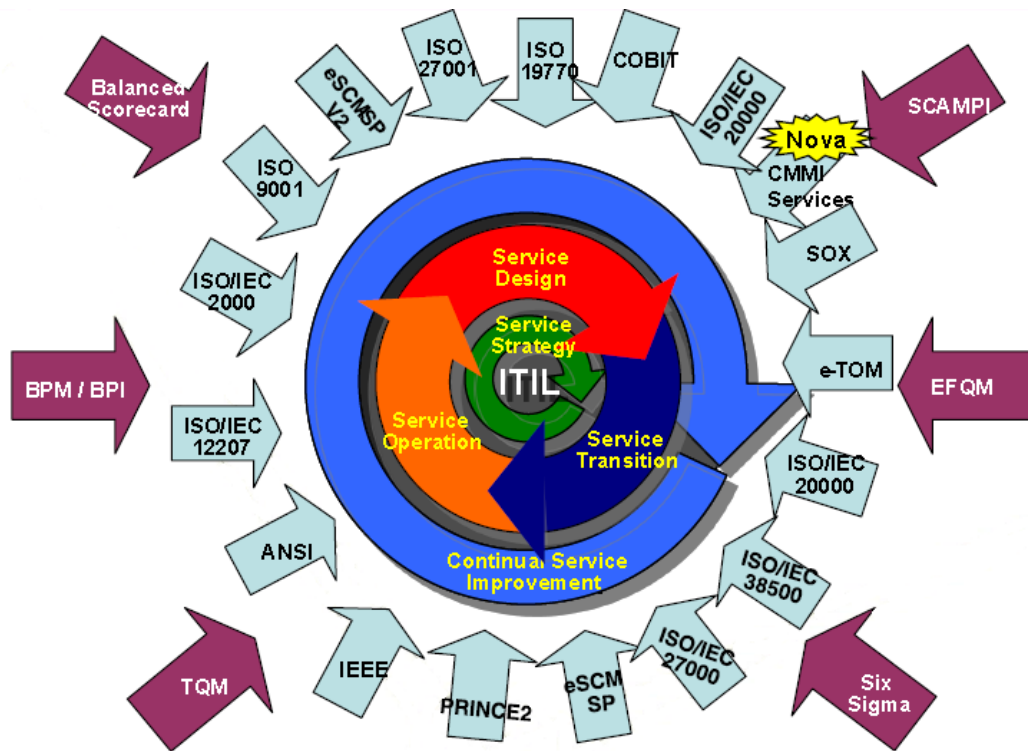 Balanced
Scorecard
eSCMSP
V2
ISO
27001
ISO
19770
COBIT
ISO/IEC
20000
Nova
SCAMPI
CMMI
Services
SOX
ISO
9001
ISO/IEC
2000
BPM / BPI
ISO/IEC
12207
ANSI
TQM
IEEE
PRINCE2
eSCM
SP
ISO/IEC
27000
Six
Sigma
ISO/IEC
38500
ISO/IEC
20000
e-TOM
EFQM
Service
Design
Service
Strategy
ITIL
Service
Operation
Service
Transition
Continual Service
Improvement